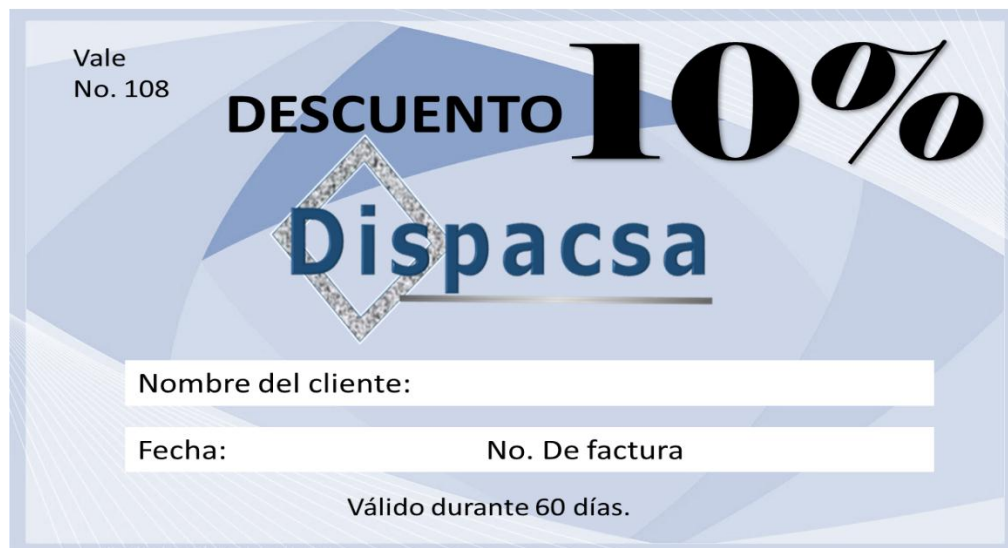 Vale
No. 108
DESCUENTO 10%
Dispacsa
Nombre del cliente:
Fecha: No. De factura
Válido durante 60 días.